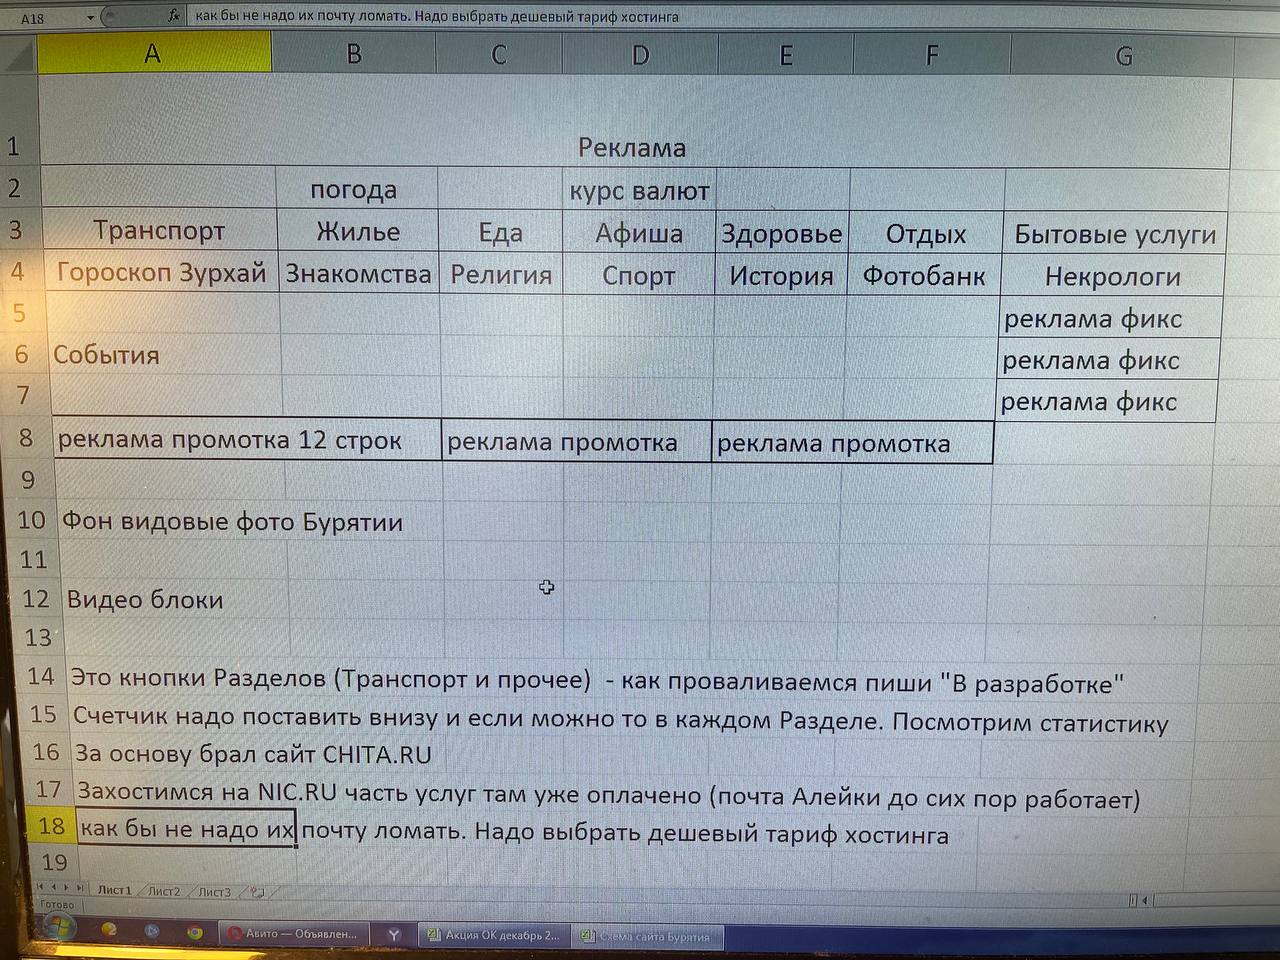 A18 fx как бы не надо их почту ломать. Надо выбрать дешевый тариф хостинга
A B C D E F G
1 Реклама
2 погода курс валют
3 Транспорт Жилье Еда Афиша Здоровье Отдых Бытовые услуги
4 Гороскоп Зурхай Знакомства Религия Спорт История Фотобанк Некрологи
5 реклама фикс
6 События реклама фикс
7 реклама фикс
8 реклама промотка 12 строк реклама промотка реклама промотка
9
10 Фон видовые фото Бурятии
11
12 Видео блоки
13
14 Это кнопки Разделов (Транспорт и прочее) - как проваливаемся пиши "В разработке"
15 Счетчик надо поставить внизу и если можно то в каждом Разделе. Посмотрим статистику
16 За основу брал сайт CHITA.RU
17 Захостимся на NIC.RU часть услуг там уже оплачено (почта Алейки до сих пор работает)
18 как бы не надо их почту ломать. Надо выбрать дешевый тариф хостинга
19
Лист1 Лист2 Лист3
Готово
Авито — Объявлен... Акция ОК декабрь 2... Схема сайта Бурятия